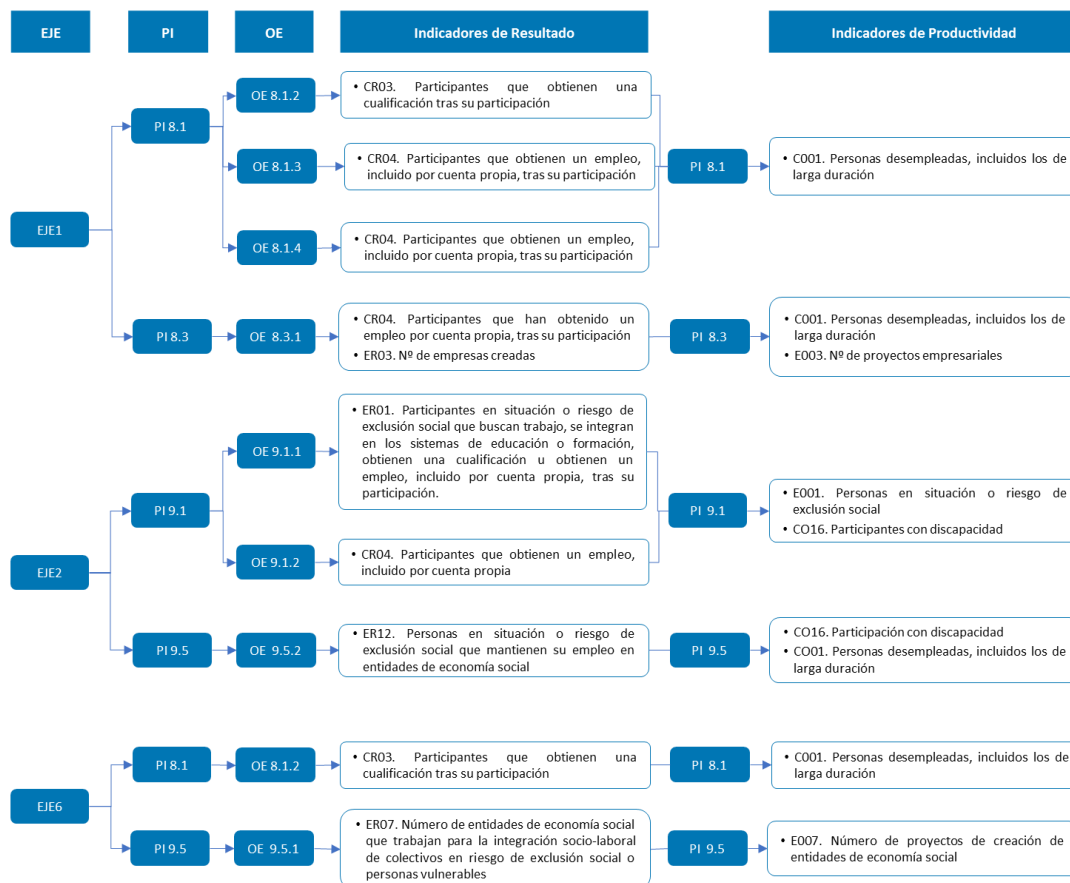 EJE
PI
OE
Indicadores de Resultado
Indicadores de Productividad
EJE1
PI 8.1
OE 8.1.2
• CR03. Participantes que obtienen una
cualificación tras su participación
OE 8.1.3
• CR04. Participantes que obtienen un empleo,
incluido por cuenta propia, tras su participación
OE 8.1.4
• CR04. Participantes que obtienen un empleo,
incluido por cuenta propia, tras su participación
PI 8.1
• C001. Personas desempleadas, incluidos los de
larga duración
PI 8.3
OE 8.3.1
• CR04. Participantes que han obtenido un
empleo por cuenta propia, tras su participación
• ER03. Nº de empresas creadas
PI 8.3
• C001. Personas desempleadas, incluidos los de
larga duración
• E003. Nº de proyectos empresariales
EJE2
PI 9.1
OE 9.1.1
• ER01. Participantes en situación o riesgo de
exclusión social que buscan trabajo, se integran
en los sistemas de educación o formación,
obtienen una cualificación u obtienen un
empleo, incluido por cuenta propia, tras su
participación.
OE 9.1.2
• CR04. Participantes que obtienen un empleo,
incluido por cuenta propia
PI 9.1
• E001. Personas en situación o riesgo de
exclusión social
• CO16. Participantes con discapacidad
PI 9.5
OE 9.5.2
• ER12. Personas en situación o riesgo de
exclusión social que mantienen su empleo en
entidades de economía social
PI 9.5
• CO16. Participación con discapacidad
• CO01. Personas desempleadas, incluidos los de
larga duración
EJE6
PI 8.1
OE 8.1.2
• CR03. Participantes que obtienen una
cualificación tras su participación
PI 8.1
• C001. Personas desempleadas, incluidos los de
larga duración
PI 9.5
OE 9.5.1
• ER07. Número de entidades de economía social
que trabajan para la integración socio-laboral
de colectivos en riesgo de exclusión social o
personas vulnerables
PI 9.5
• E007. Número de proyectos de creación de
entidades de economía social